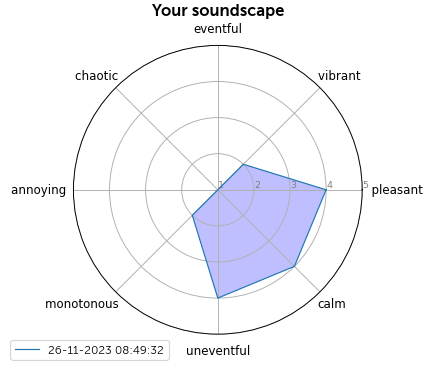 Your soundscape
eventful
chaotic
vibrant
annoying
1
2
3
4
5
pleasant
monotonous
calm
uneventful
26-11-2023 08:49:32